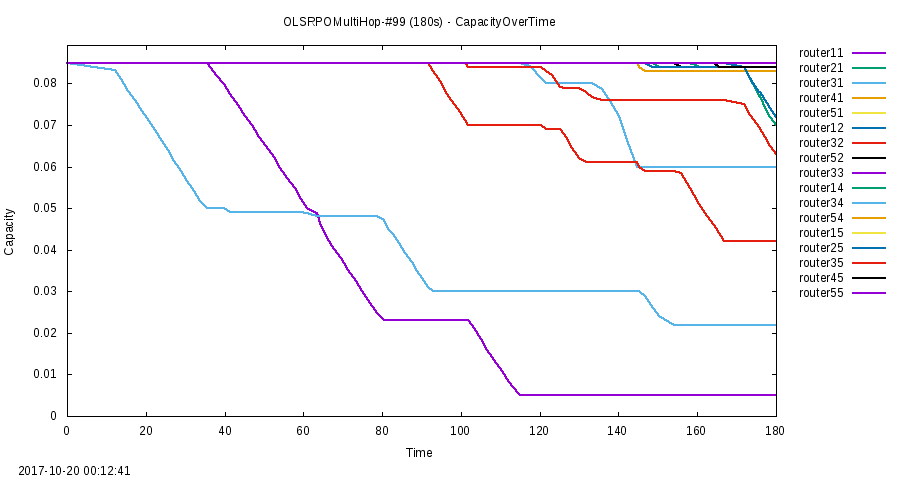 OLSRPPOMultiHop-#99 (180s) - CapacityOverTime
Capacity
0.08
0.07
0.06
0.05
0.04
0.03
0.02
0.01
0
0 20 40 60 80 100 120 140 160 180
Time
router11
router21
router31
router41
router51
router12
router32
router52
router33
router14
router34
router54
router15
router25
router35
router45
router55
2017-10-20 00:12:41